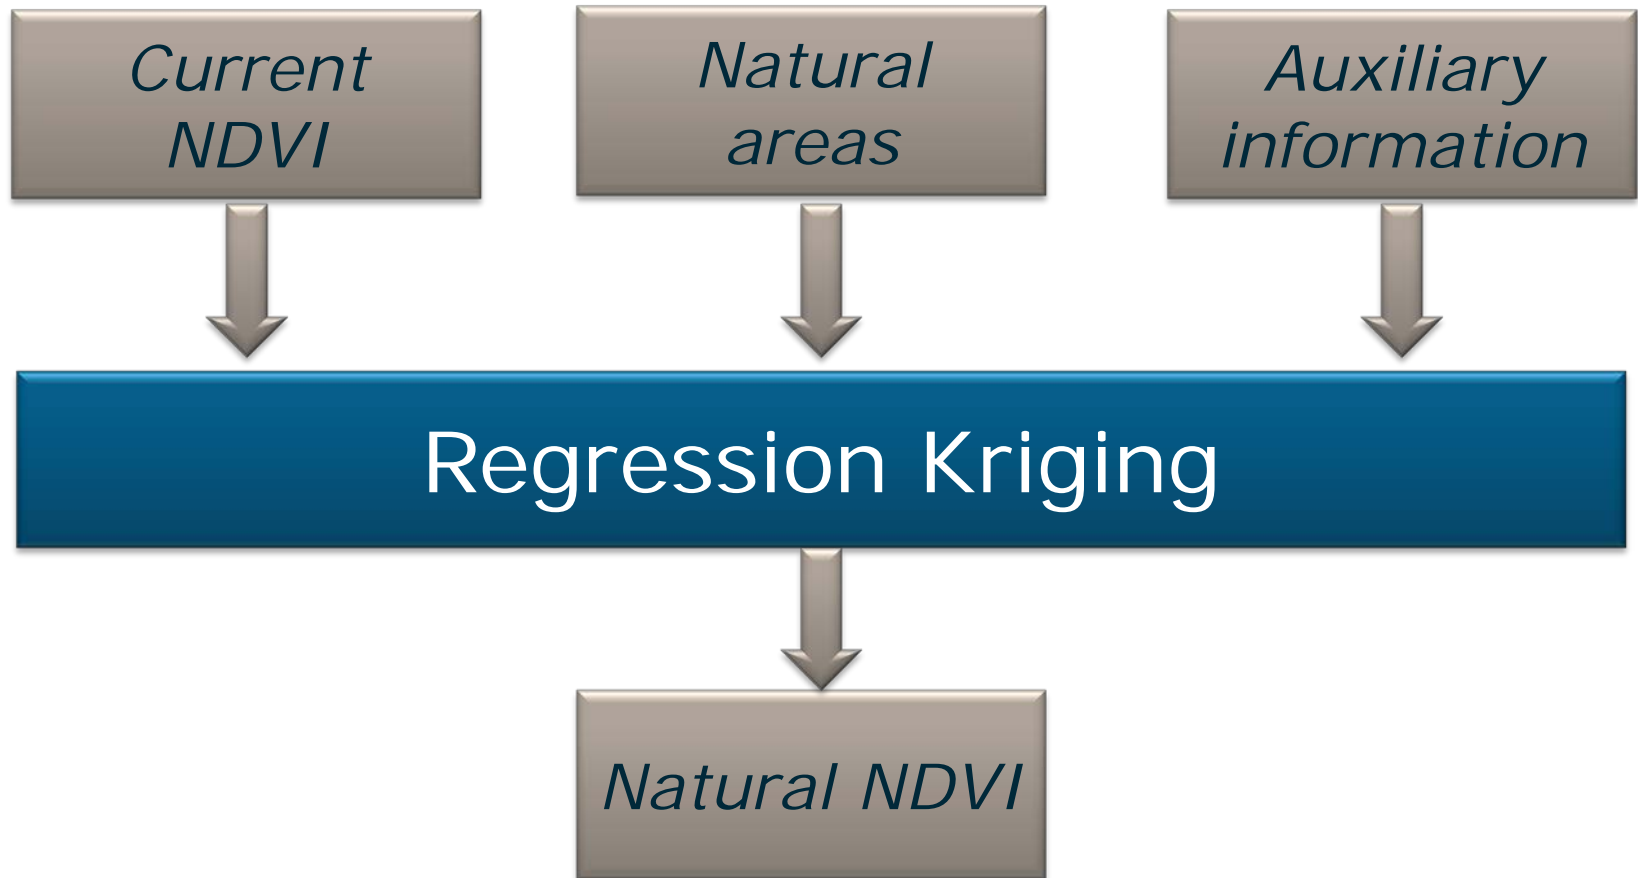 Current
NDVI
Natural
areas
Auxiliary
information
Regression Kriging
Natural NDVI